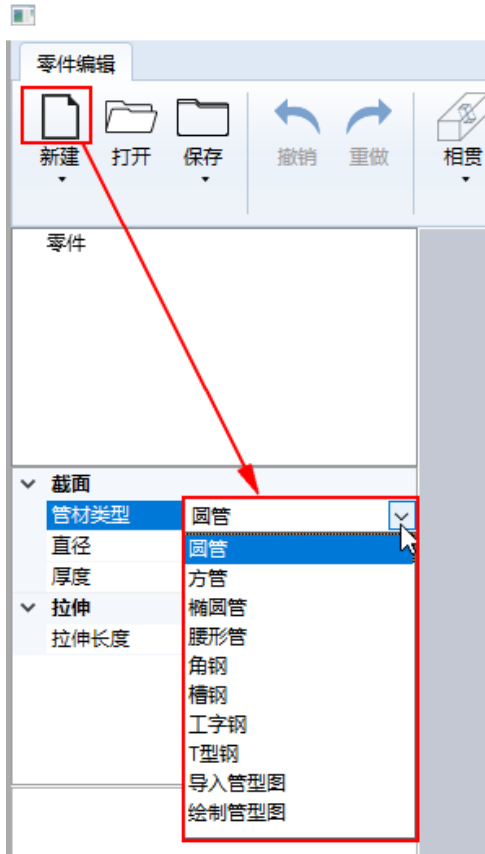 零件编辑
新建 打开 保存 撤销 重做 相贯
零件
截面
管材类型 圆管
直径 圆管
厚度 方管
拉伸 椭圆管
拉伸长度 腰形管
角钢
槽钢
工字钢
T型钢
导入管型图
绘制管型图